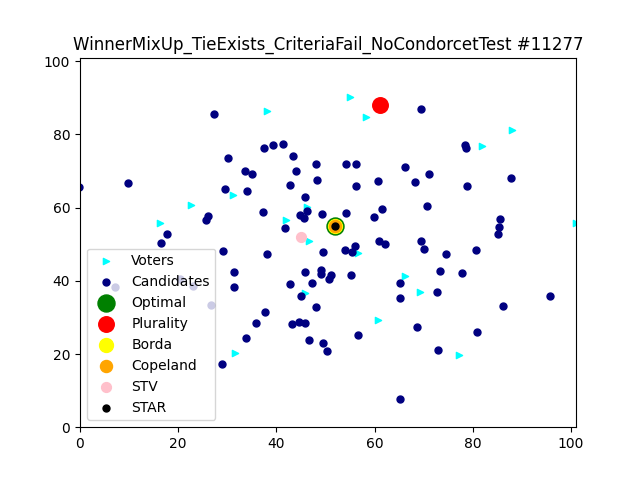 WinnerMixUp_TieExists_CriteriaFail_NoCondorcetTest #11277
100
80
60
40
20
0
Voters
Candidates
Optimal
Plurality
Borda
Copeland
STV
STAR
0 20 40 60 80 100